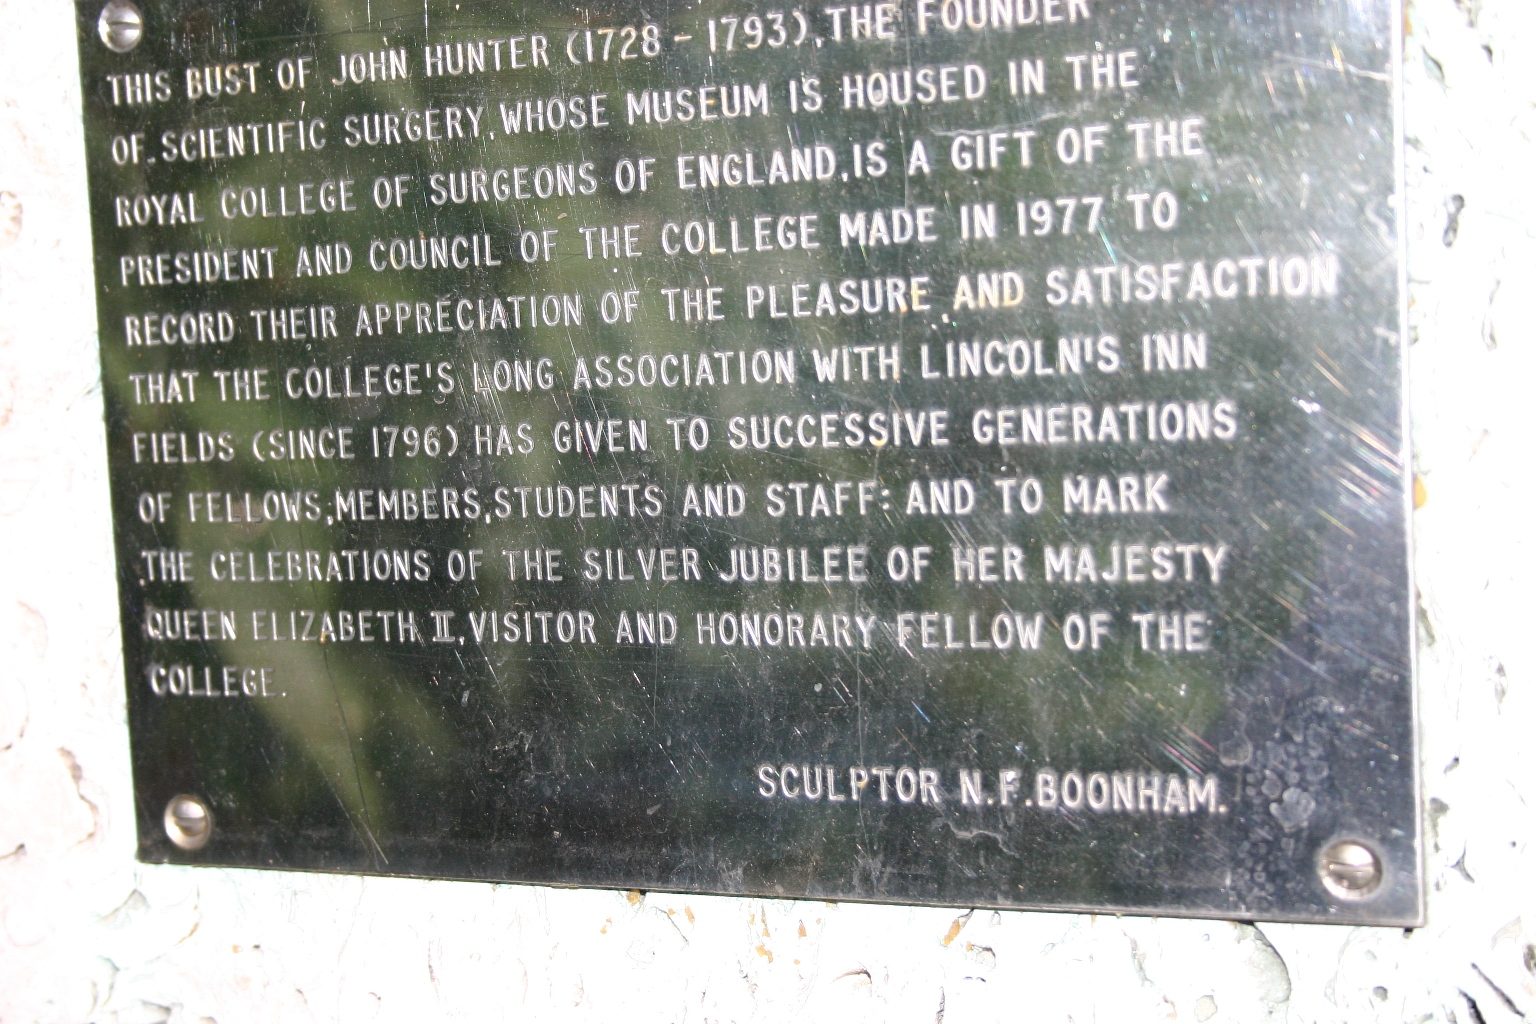 THIS BUST OF JOHN HUNTER (1728 - 1793), THE FOUNDER
OF SCIENTIFIC SURGERY, WHOSE MUSEUM IS HOUSED IN THE
ROYAL COLLEGE OF SURGEONS OF ENGLAND, IS A GIFT OF THE
PRESIDENT AND COUNCIL OF THE COLLEGE MADE IN 1977 TO
RECORD THEIR APPRECIATION OF THE PLEASURE AND SATISFACTION
THAT THE COLLEGE'S LONG ASSOCIATION WITH LINCOLN'S INN
FIELDS (SINCE 1796) HAS GIVEN TO SUCCESSIVE GENERATIONS
OF FELLOWS, MEMBERS, STUDENTS AND STAFF: AND TO MARK
THE CELEBRATIONS OF THE SILVER JUBILEE OF HER MAJESTY
QUEEN ELIZABETH II, VISITOR AND HONORARY FELLOW OF THE
COLLEGE.
SCULPTOR N.F. BOONHAM.